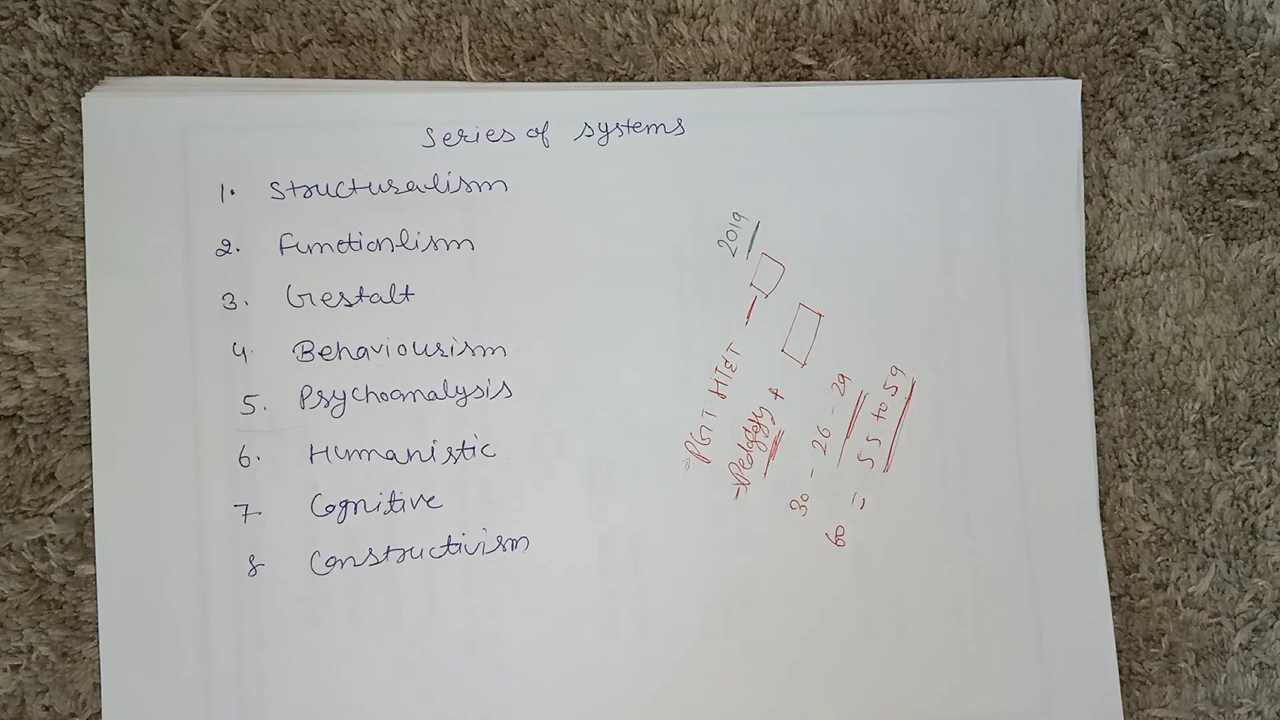 Series of systems
1. Structuralism
2. Functionlism
3. Gestalt
4. Behaviourism
5. Psychoanalysis
6. Humanistic
7. Cognitive
8 Constructivism
2019
PGT HTET -
30 - 26 - 29
60 = 55 to 59